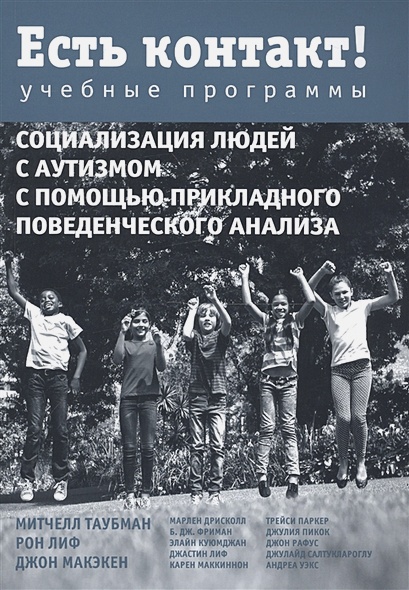 Есть контакт!
учебные программы
СОЦИАЛИЗАЦИЯ ЛЮДЕЙ
С АУТИЗМОМ
С ПОМОЩЬЮ ПРИКЛАДНОГО
ПОВЕДЕНЧЕСКОГО АНАЛИЗА
МИТЧЕЛЛ ТАУБМАН
РОН ЛИФ
ДЖОН МАКЭКЕН
МАРЛЕН ДРИСКОЛЛ
Б. ДЖ. ФРИМАН
ЭЛАЙН КУЮМДЖАН
ДЖАСТИН ЛИФ
КАРЕН МАККИННОН
ТРЕЙСИ ПАРКЕР
ДЖУЛИЯ ПИКОК
ДЖОН РАФУС
ДЖУЛАЙД САЛТУКЛАРОГЛУ
АНДРЕА УЭКС